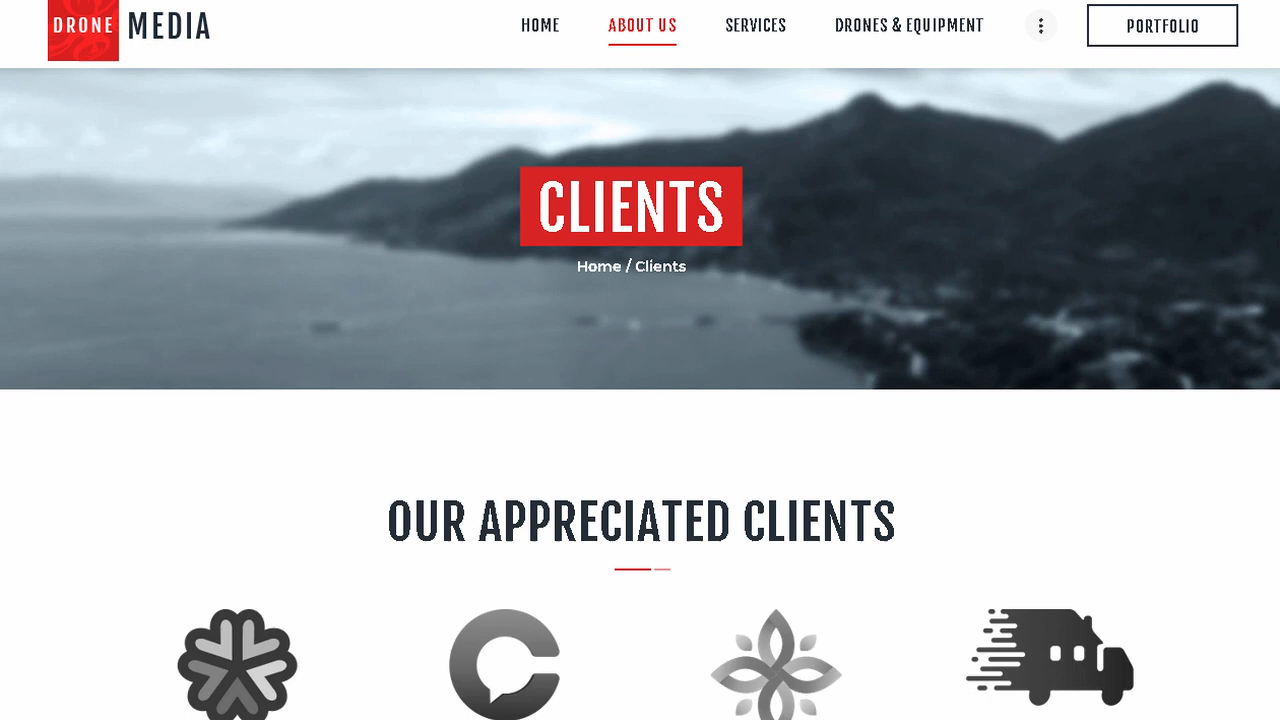 DRONE MEDIA
HOME ABOUT US SERVICES DRONES & EQUIPMENT PORTFOLIO
CLIENTS
Home / Clients
OUR APPRECIATED CLIENTS